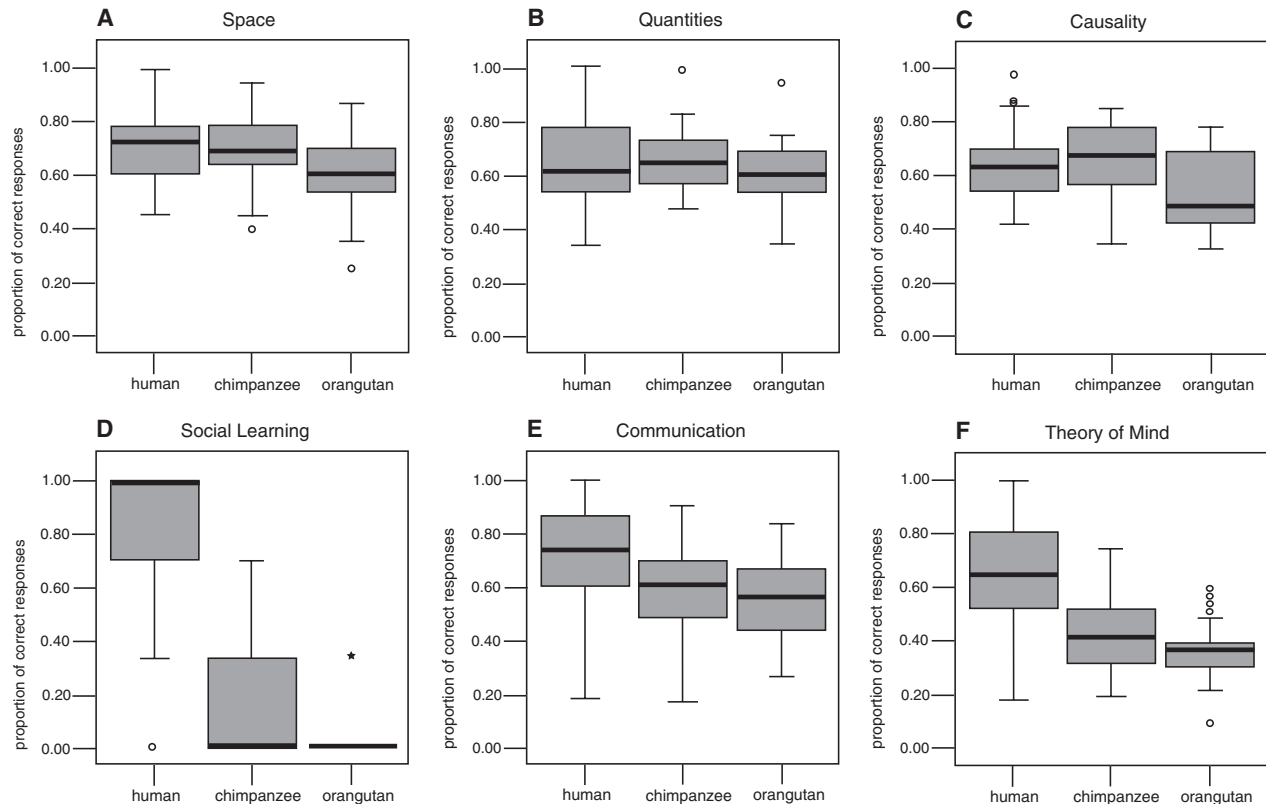 A Space
proportion of correct responses
1.00
0.80
0.60
0.40
0.20
0.00
human chimpanzee orangutan
B Quantities
proportion of correct responses
1.00
0.80
0.60
0.40
0.20
0.00
human chimpanzee orangutan
C Causality
proportion of correct responses
1.00
0.80
0.60
0.40
0.20
0.00
human chimpanzee orangutan
D Social Learning
proportion of correct responses
1.00
0.80
0.60
0.40
0.20
0.00
human chimpanzee orangutan
E Communication
proportion of correct responses
1.00
0.80
0.60
0.40
0.20
0.00
human chimpanzee orangutan
F Theory of Mind
proportion of correct responses
1.00
0.80
0.60
0.40
0.20
0.00
human chimpanzee orangutan